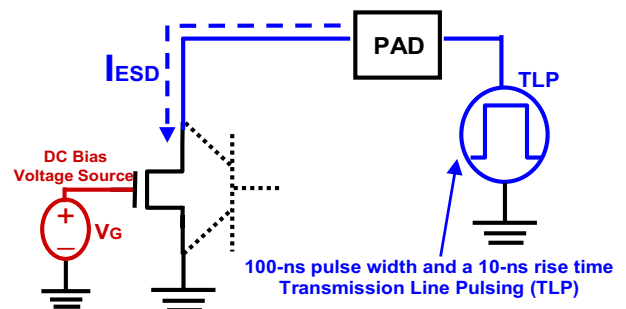 PAD
IESD
TLP
DC Bias
Voltage Source
+
VG
–
100-ns pulse width and a 10-ns rise time
Transmission Line Pulsing (TLP)